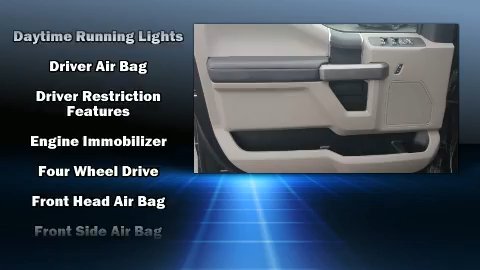 Daytime Running Lights
Driver Air Bag
Driver Restriction
Features
Engine Immobilizer
Four Wheel Drive
Front Head Air Bag
Front Side Air Bag